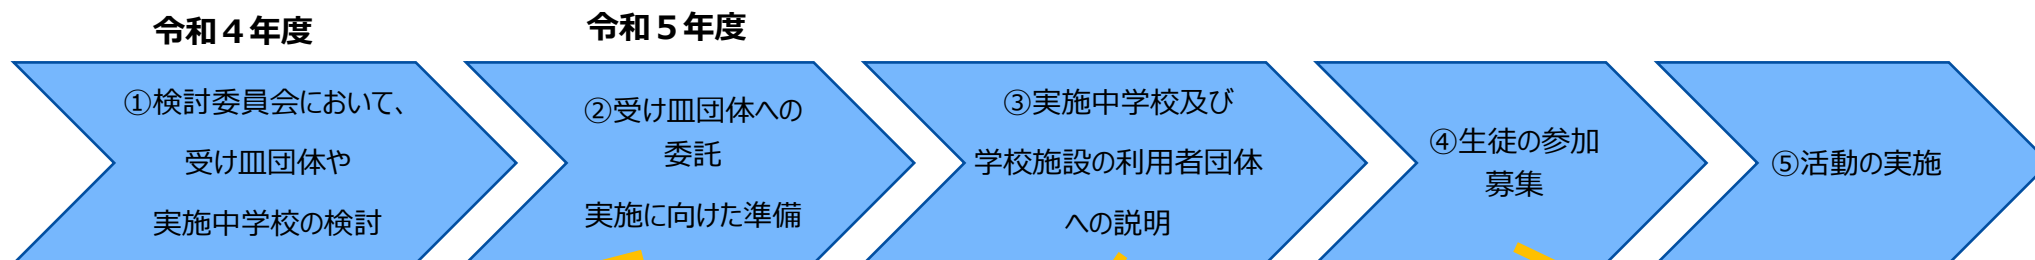 令和４年度
令和５年度
①検討委員会において、
受け皿団体や
実施中学校の検討
②受け皿団体への
委託
実施に向けた準備
③実施中学校及び
学校施設の利用者団体
への説明
④生徒の参加
募集
⑤活動の実施